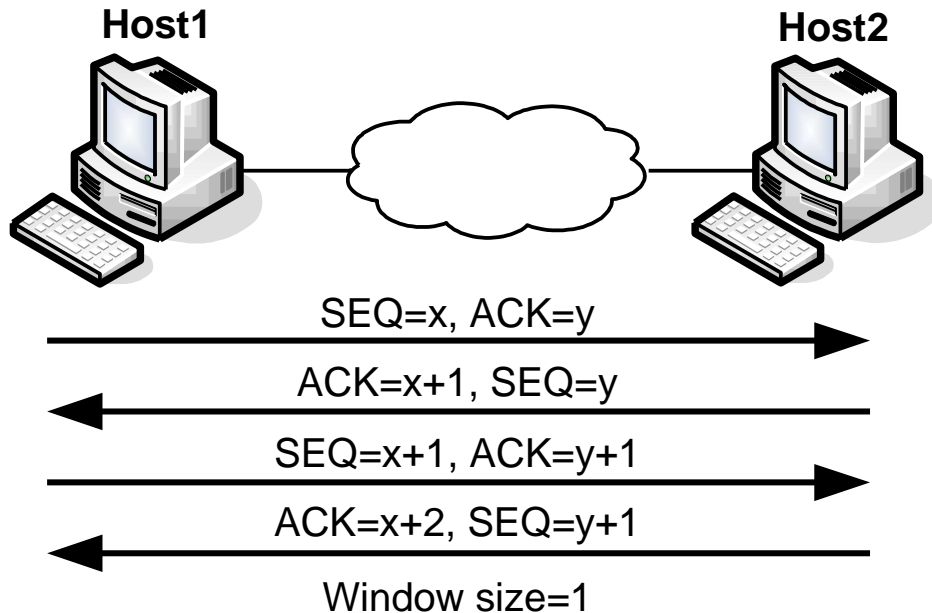 Host1
Host2
SEQ=x, ACK=y
ACK=x+1, SEQ=y
SEQ=x+1, ACK=y+1
ACK=x+2, SEQ=y+1
Window size=1